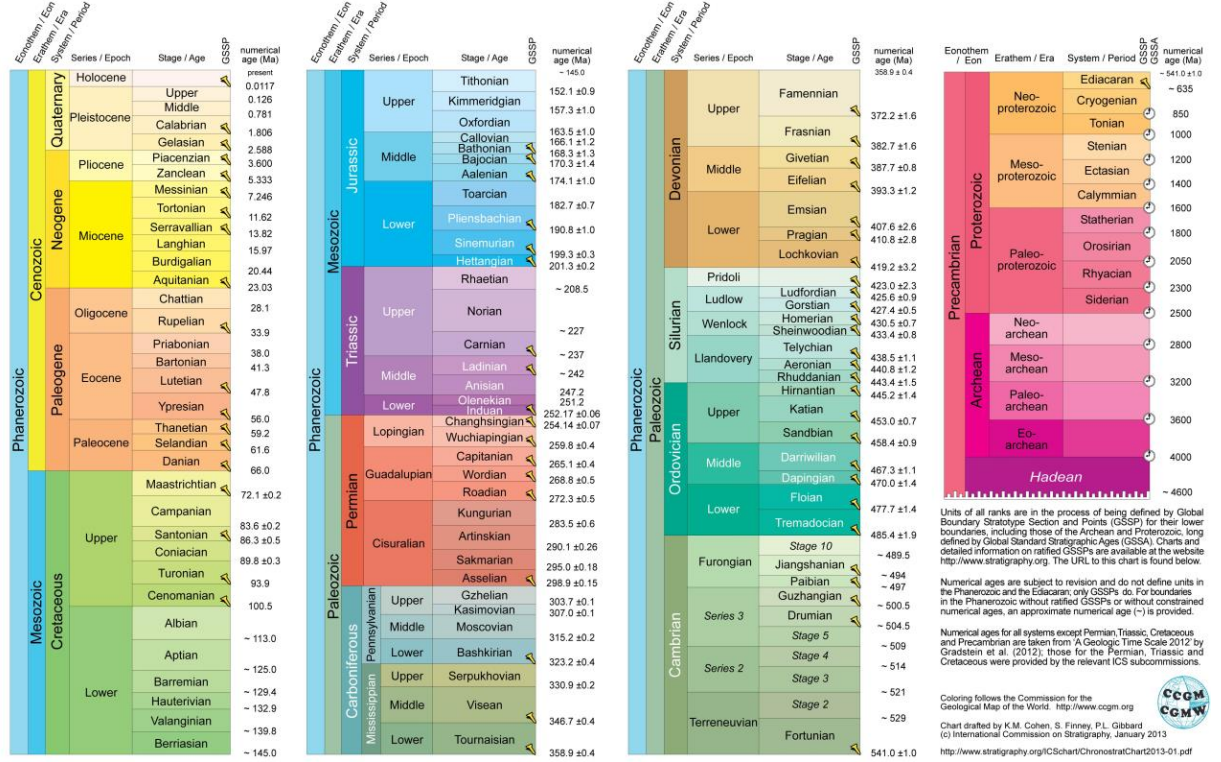 Eonothem / Eon
Erathem / Era
System / Period
Series / Epoch
Stage / Age
GSSP
numerical
age (Ma)
Phanerozoic
Cenozoic
Mesozoic
Quaternary
Neogene
Paleogene
Cretaceous
Holocene
Pleistocene
Pliocene
Miocene
Oligocene
Eocene
Paleocene
Upper
Lower
Upper
Middle
Calabrian
Gelasian
Piacenzian
Zanclean
Messinian
Tortonian
Serravallian
Langhian
Burdigalian
Aquitanian
Chattian
Rupelian
Priabonian
Bartonian
Lutetian
Ypresian
Thanetian
Selandian
Danian
Maastrichtian
Campanian
Santonian
Coniacian
Turonian
Cenomanian
Albian
Aptian
Barremian
Hauterivian
Valanginian
Berriasian
present
0.0117
0.126
0.781
1.806
2.588
3.600
5.333
7.246
11.62
13.82
15.97
20.44
23.03
28.1
33.9
38.0
41.3
47.8
56.0
59.2
61.6
66.0
72.1 ±0.2
83.6 ±0.2
86.3 ±0.5
89.8 ±0.3
93.9
100.5
~ 113.0
~ 125.0
~ 129.4
~ 132.9
~ 139.8
~ 145.0
Eonothem / Eon
Erathem / Era
System / Period
Series / Epoch
Stage / Age
GSSP
numerical
age (Ma)
Phanerozoic
Mesozoic
Paleozoic
Jurassic
Triassic
Permian
Carboniferous
Pennsylvanian
Mississippian
Upper
Middle
Lower
Upper
Middle
Lower
Lopingian
Guadalupian
Cisuralian
Upper
Middle
Lower
Upper
Middle
Lower
Tithonian
Kimmeridgian
Oxfordian
Callovian
Bathonian
Bajocian
Aalenian
Toarcian
Pliensbachian
Sinemurian
Hettangian
Rhaetian
Norian
Carnian
Ladinian
Anisian
Olenekian
Induan
Changhsingian
Wuchiapingian
Capitanian
Wordian
Roadian
Kungurian
Artinskian
Sakmarian
Asselian
Gzhelian
Kasimovian
Moscovian
Bashkirian
Serpukhovian
Visean
Tournaisian
~ 145.0
152.1 ±0.9
157.3 ±1.0
163.5 ±1.0
166.1 ±1.2
168.3 ±1.3
170.3 ±1.4
174.1 ±1.0
182.7 ±0.7
190.8 ±1.0
199.3 ±0.3
201.3 ±0.2
~ 208.5
~ 227
~ 237
~ 242
247.2
251.2
252.17 ±0.06
254.14 ±0.07
259.8 ±0.4
265.1 ±0.4
268.8 ±0.5
272.3 ±0.5
283.5 ±0.6
290.1 ±0.26
295.0 ±0.18
298.9 ±0.15
303.7 ±0.1
307.0 ±0.1
315.2 ±0.2
323.2 ±0.4
330.9 ±0.2
346.7 ±0.4
358.9 ±0.4
Eonothem / Eon
Erathem / Era
System / Period
Series / Epoch
Stage / Age
GSSP
numerical
age (Ma)
Phanerozoic
Paleozoic
Devonian
Silurian
Ordovician
Cambrian
Upper
Middle
Lower
Pridoli
Ludlow
Wenlock
Llandovery
Upper
Middle
Lower
Furongian
Series 3
Series 2
Terreneuvian
Famennian
Frasnian
Givetian
Eifelian
Emsian
Pragian
Lochkovian
Ludfordian
Gorstian
Homerian
Sheinwoodian
Telychian
Aeronian
Rhuddanian
Hirnantian
Katian
Sandbian
Darriwilian
Dapingian
Floian
Tremadocian
Stage 10
Jiangshanian
Paibian
Guzhangian
Drumian
Stage 5
Stage 4
Stage 3
Stage 2
Fortunian
358.9 ± 0.4
372.2 ±1.6
382.7 ±1.6
387.7 ±0.8
393.3 ±1.2
407.6 ±2.6
410.8 ±2.8
419.2 ±3.2
423.0 ±2.3
425.6 ±0.9
427.4 ±0.5
430.5 ±0.7
433.4 ±0.8
438.5 ±1.1
440.8 ±1.2
443.4 ±1.5
445.2 ±1.4
453.0 ±0.7
458.4 ±0.9
467.3 ±1.1
470.0 ±1.4
477.7 ±1.4
485.4 ±1.9
~ 489.5
~ 494
~ 497
~ 500.5
~ 504.5
~ 509
~ 514
~ 521
~ 529
541.0 ±1.0
Eonothem
/ Eon
Erathem / Era
System / Period
GSSP
GSSA
numerical
age (Ma)
Precambrian
Proterozoic
Archean
Neo-
proterozoic
Meso-
proterozoic
Paleo-
proterozoic
Neo-
archean
Meso-
archean
Paleo-
archean
Eo-
archean
Hadean
Ediacaran
Cryogenian
Tonian
Stenian
Ectasian
Calymmian
Statherian
Orosirian
Rhyacian
Siderian
~ 541.0 ±1.0
~ 635
850
1000
1200
1400
1600
1800
2050
2300
2500
2800
3200
3600
4000
~ 4600
Units of all ranks are in the process of being defined by Global
Boundary Stratotype Section and Points (GSSP) for their lower
boundaries, including those of the Archean and Proterozoic, long
defined by Global Standard Stratigraphic Ages (GSSA). Charts and
detailed information on ratified GSSPs are available at the website
http://www.stratigraphy.org. The URL to this chart is found below.
Numerical ages are subject to revision and do not define units in
the Phanerozoic and the Ediacaran; only GSSPs do. For boundaries
in the Phanerozoic without ratified GSSPs or without constrained
numerical ages, an approximate numerical age (~) is provided.
Numerical ages for all systems except Permian,Triassic, Cretaceous
and Precambrian are taken from 'A Geologic Time Scale 2012' by
Gradstein et al. (2012); those for the Permian, Triassic and
Cretaceous were provided by the relevant ICS subcommissions.
Coloring follows the Commission for the
Geological Map of the World. http://www.ccgm.org
CCGM
CGMW
Chart drafted by K.M. Cohen, S. Finney, P.L. Gibbard
(c) International Commission on Stratigraphy, January 2013
http://www.stratigraphy.org/ICSchart/ChronostratChart2013-01.pdf